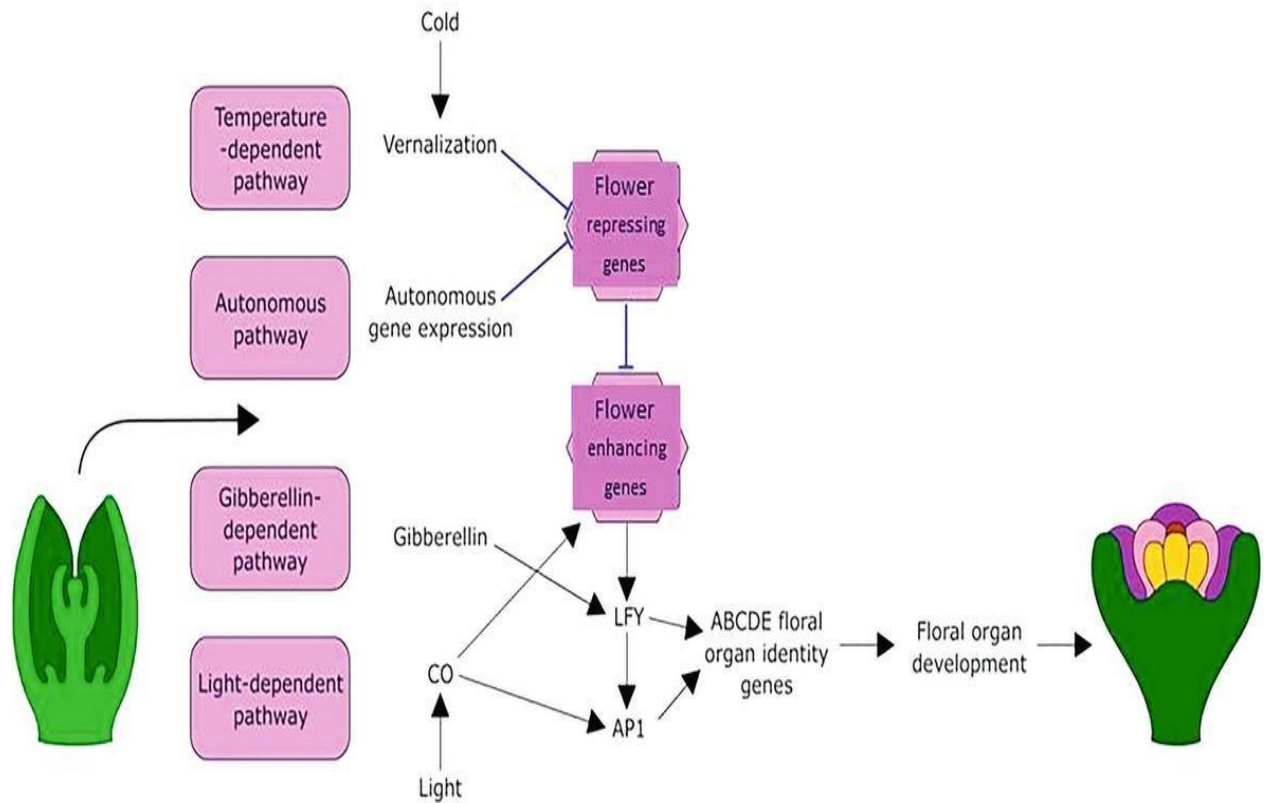 Cold
Temperature
-dependent
pathway
Vernalization
Flower
repressing
genes
Autonomous
pathway
Autonomous
gene expression
Flower
enhancing
genes
Gibberellin-
dependent
pathway
Gibberellin
LFY
ABCDE floral
organ identity
genes
Floral organ
development
Light-dependent
pathway
CO
AP1
Light